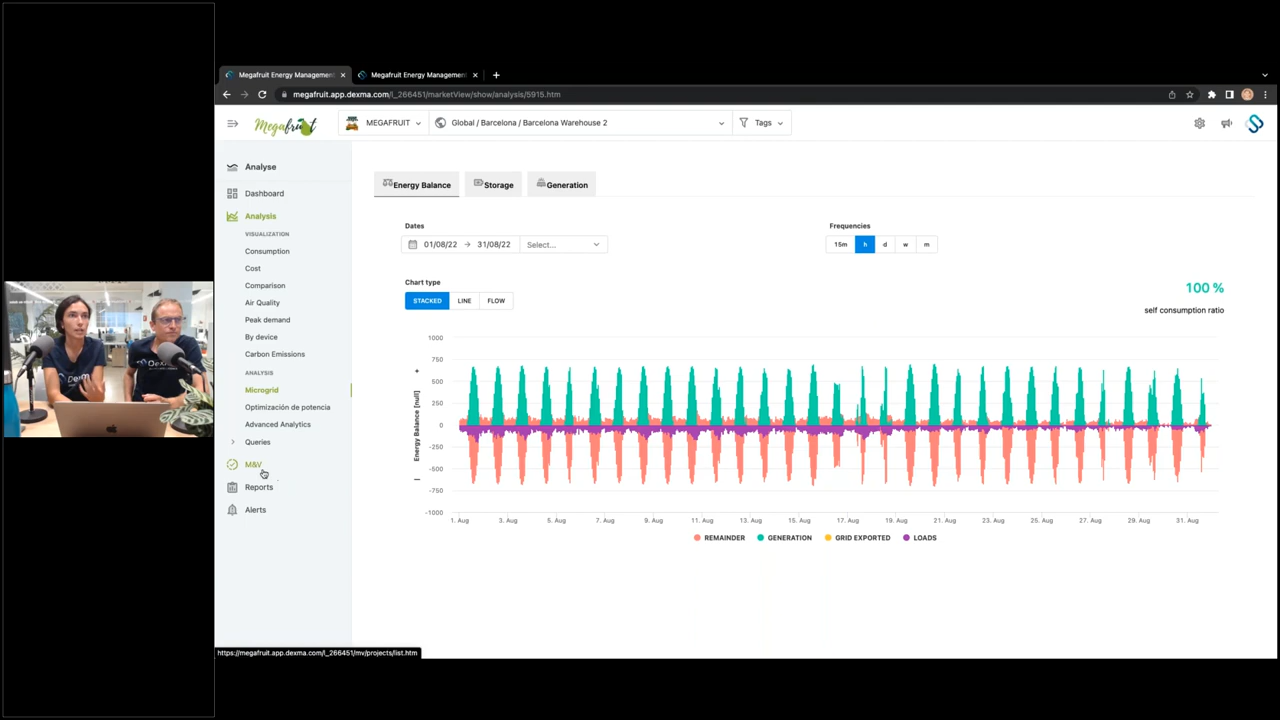 Megafruit Energy Management
Megafruit Energy Management
megafruit.app.dexma.com/l_266451/marketView/show/analysis/5915.htm
Megafruit
MEGAFRUIT
Global / Barcelona / Barcelona Warehouse 2
Tags
Analyse
Dashboard
Analysis
VISUALIZATION
Consumption
Cost
Comparison
Air Quality
Peak demand
By device
Carbon Emissions
ANALYSIS
Microgrid
Optimización de potencia
Advanced Analytics
Queries
M&V
Reports
Alerts
Energy Balance
Storage
Generation
Dates
01/08/22 → 31/08/22
Select...
Frequencies
15m h d w m
Chart type
STACKED LINE FLOW
100 %
self consumption ratio
Energy Balance [null]
+
-
1000
750
500
250
0
-250
-500
-750
-1000
1. Aug 3. Aug 5. Aug 7. Aug 9. Aug 11. Aug 13. Aug 15. Aug 17. Aug 19. Aug 21. Aug 23. Aug 25. Aug 27. Aug 29. Aug 31. Aug
REMAINDER GENERATION GRID EXPORTED LOADS
https://megafruit.app.dexma.com/l_266451/mv/projects/list.htm